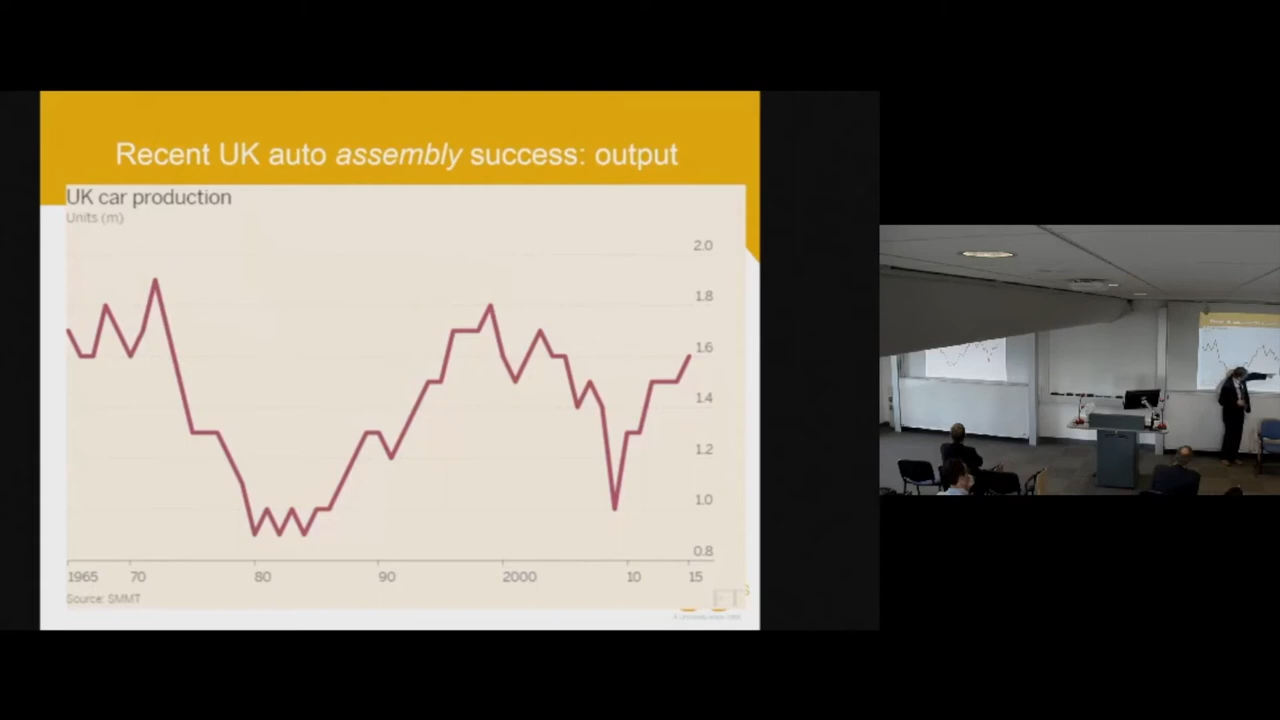 Recent UK auto assembly success: output
UK car production
Units (m)
2.0
1.8
1.6
1.4
1.2
1.0
0.8
1965 70 80 90 2000 10 15
Source: SMMT
FT